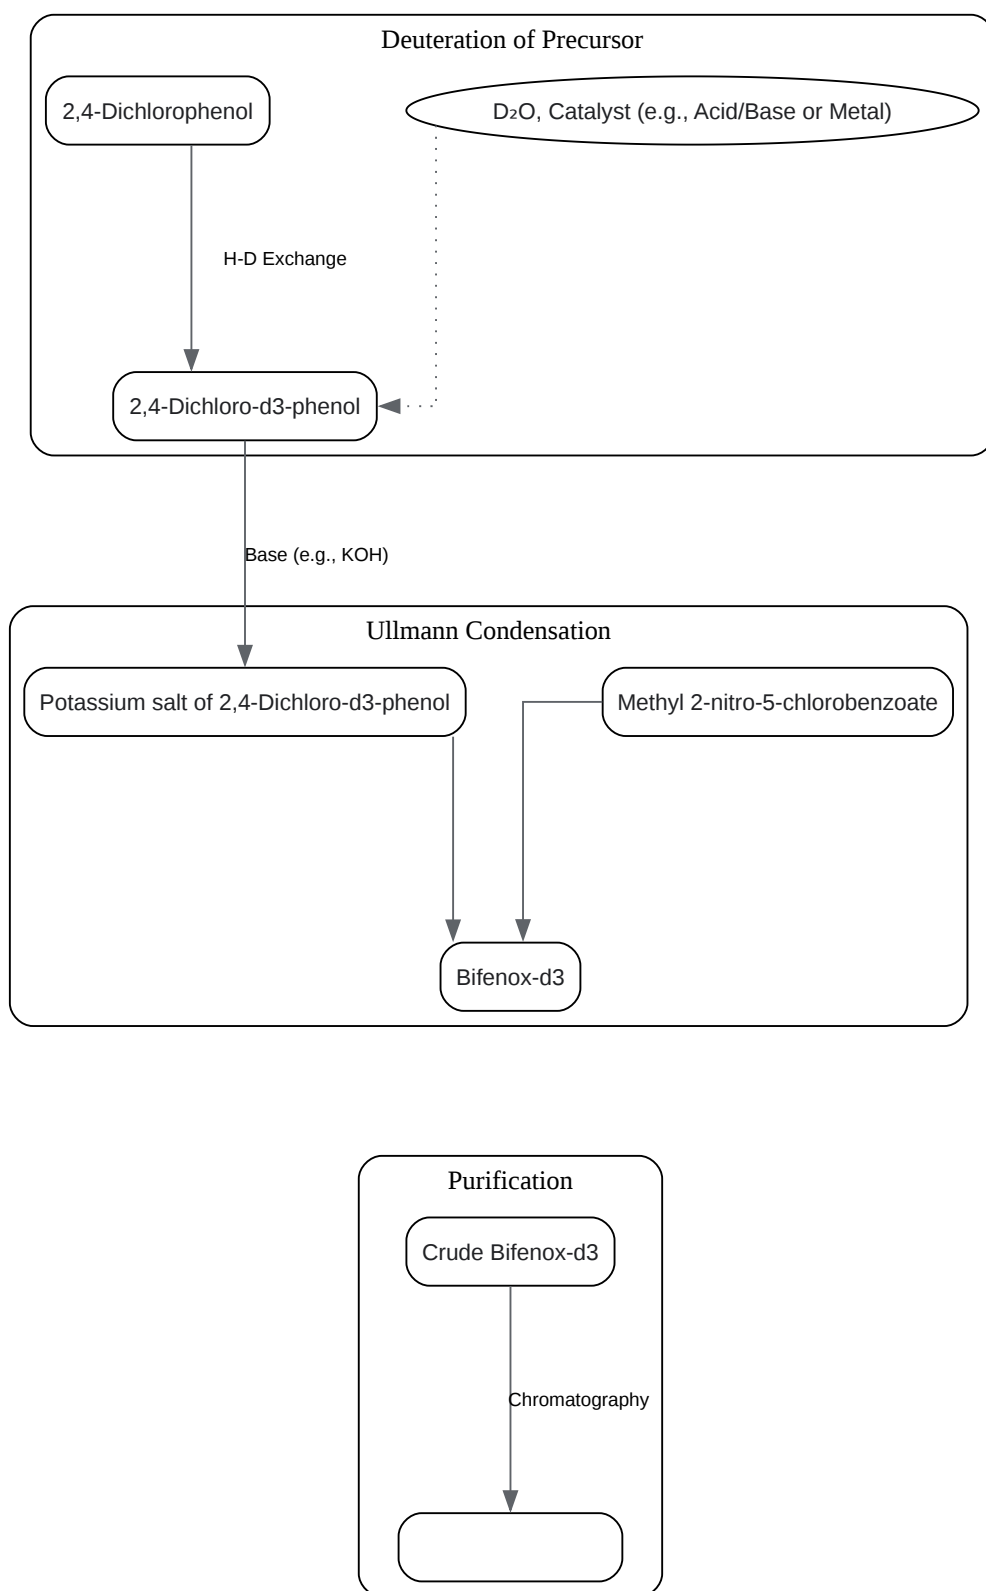 Deuteration of Precursor
2,4-Dichlorophenol
D₂O, Catalyst (e.g., Acid/Base or Metal)
H-D Exchange
2,4-Dichloro-d3-phenol
Base (e.g., KOH)
Ullmann Condensation
Potassium salt of 2,4-Dichloro-d3-phenol
Methyl 2-nitro-5-chlorobenzoate
Bifenox-d3
Purification
Crude Bifenox-d3
Chromatography